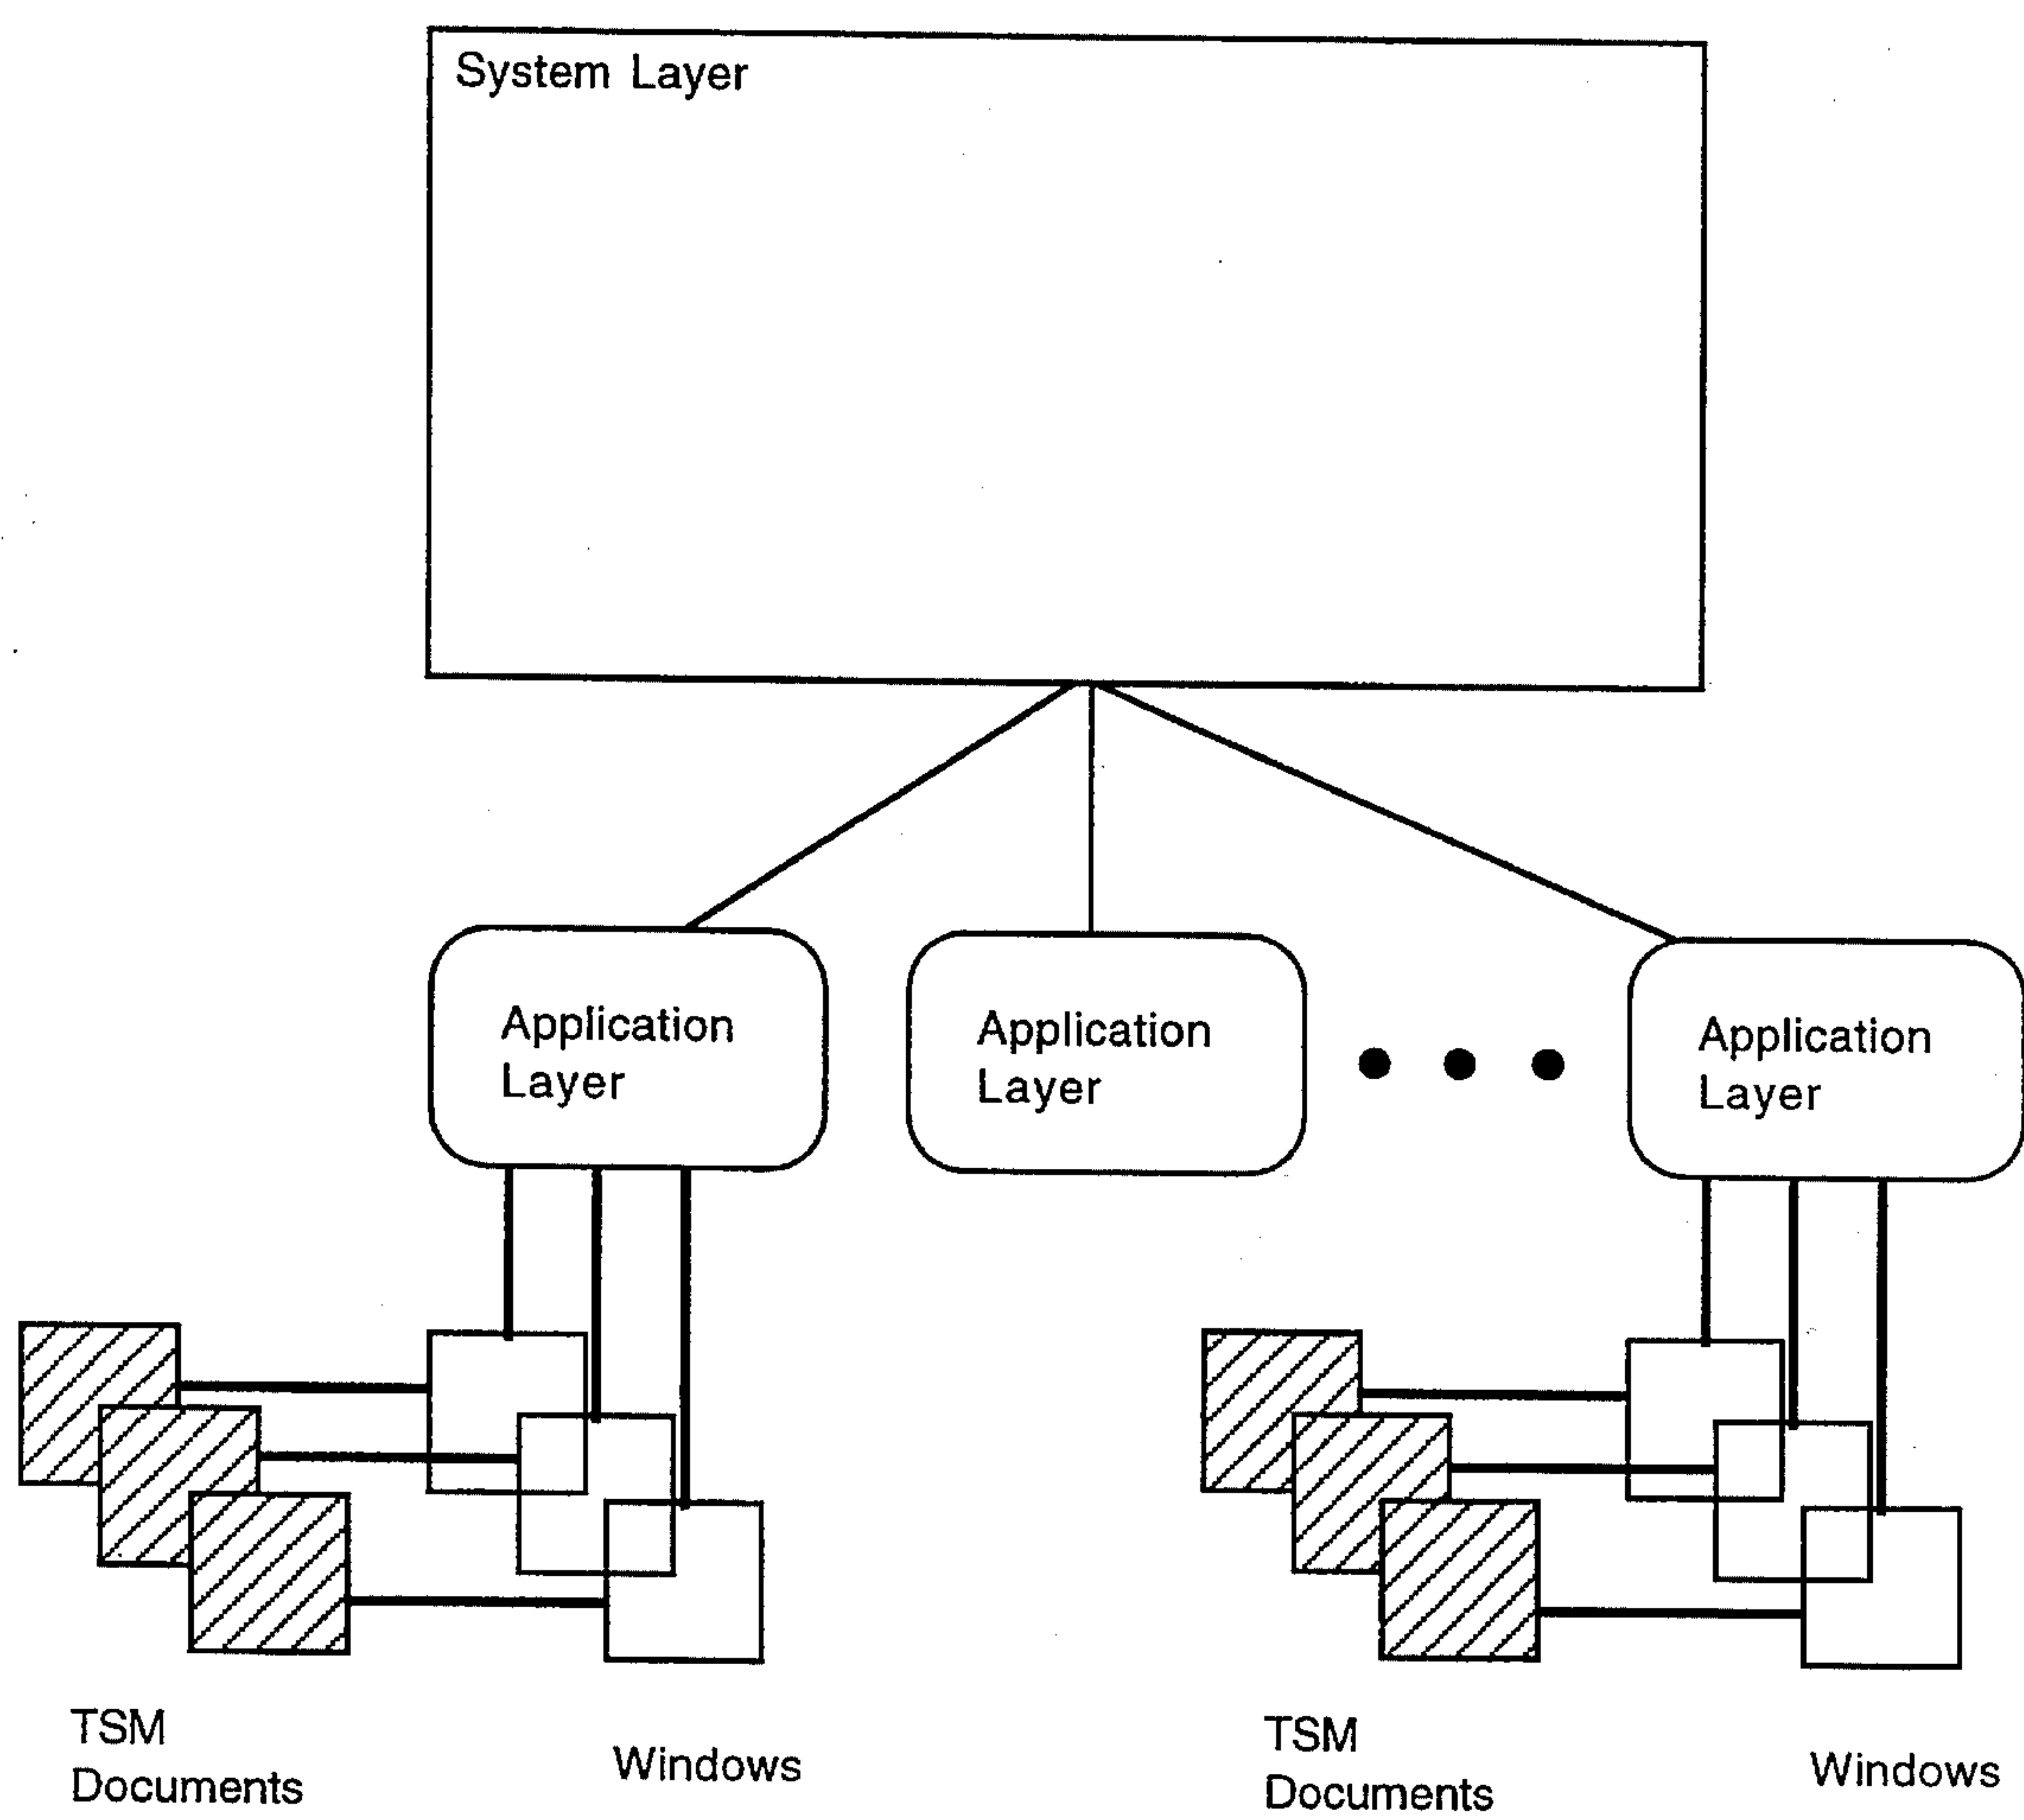 System Layer
Application
Layer
Application
Layer
Application
Layer
TSM
Documents
Windows
TSM
Documents
Windows